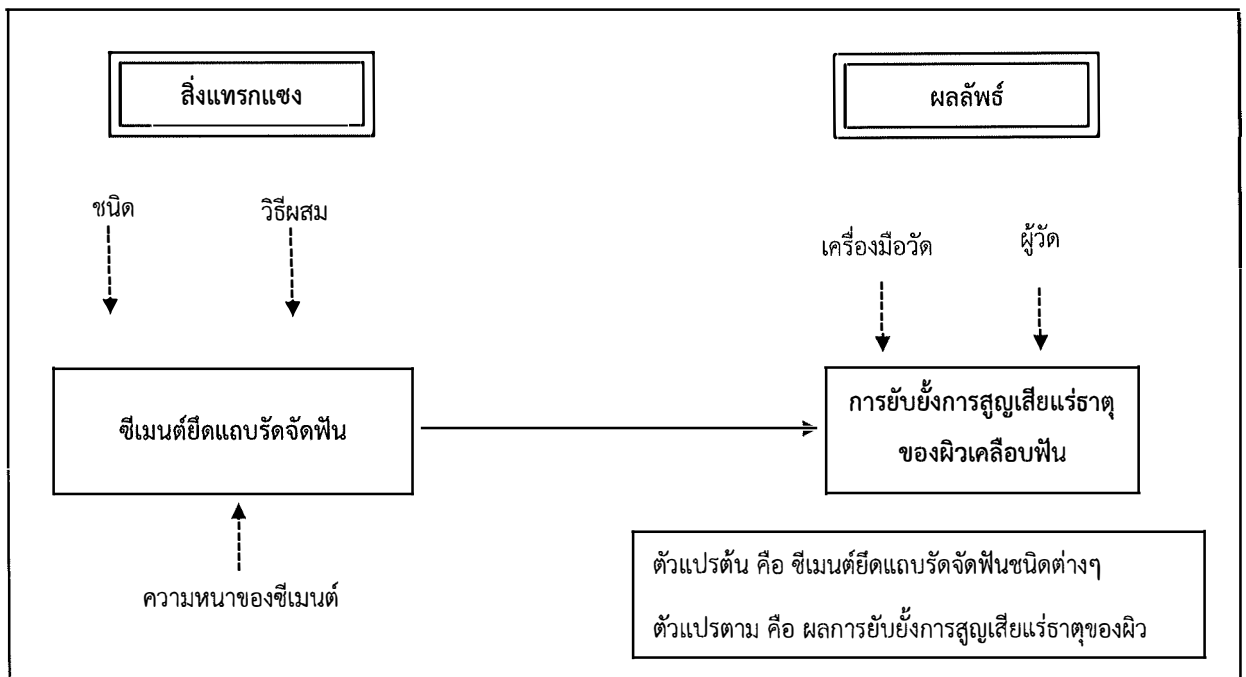 สิ่งแทรกแซง
ผลลัพธ์
ชนิด
วิธีผสม
เครื่องมือวัด
ผู้วัด
ซีเมนต์ยึดแถบรัดจัดฟัน
การยับยั้งการสูญเสียแร่ธาตุ
ของผิวเคลือบฟัน
ความหนาของซีเมนต์
ตัวแปรต้น คือ ซีเมนต์ยึดแถบรัดจัดฟันชนิดต่างๆ
ตัวแปรตาม คือ ผลการยับยั้งการสูญเสียแร่ธาตุของผิว